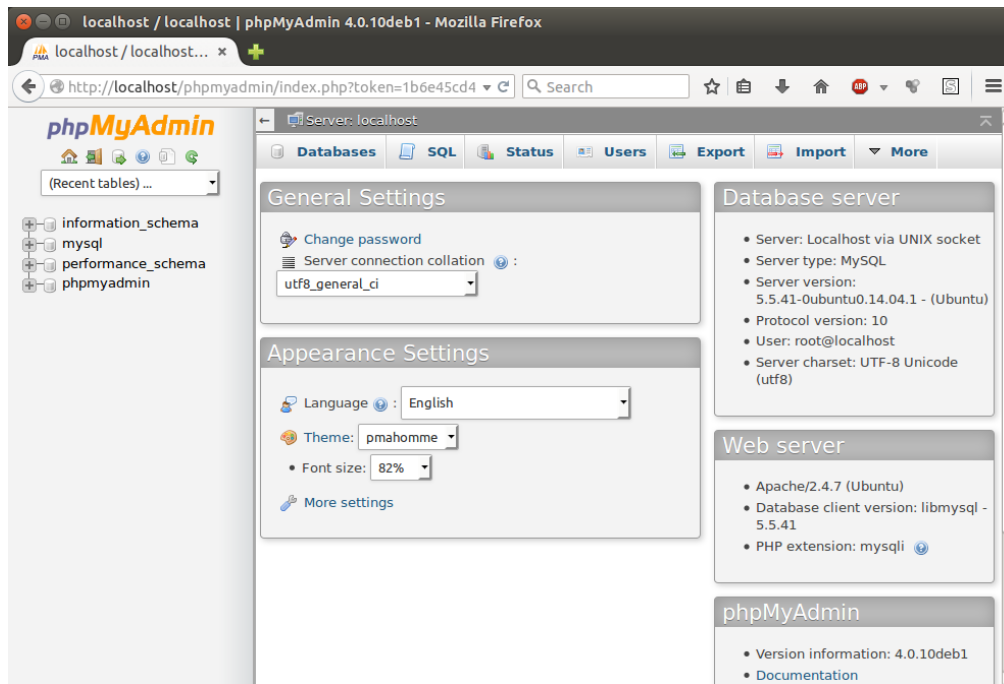 localhost / localhost | phpMyAdmin 4.0.10deb1 - Mozilla Firefox
PMA localhost / localhost... ×
http://localhost/phpmyadmin/index.php?token=1b6e45cd4 Search ABP S
phpMyAdmin
(Recent tables) ...
information_schema
mysql
performance_schema
phpmyadmin
Server: localhost
Databases SQL Status Users Export Import More
General Settings
Change password
Server connection collation :
utf8_general_ci
Appearance Settings
Language : English
Theme: pmahomme
• Font size: 82%
More settings
Database server
• Server: Localhost via UNIX socket
• Server type: MySQL
• Server version:
5.5.41-0ubuntu0.14.04.1 - (Ubuntu)
• Protocol version: 10
• User: root@localhost
• Server charset: UTF-8 Unicode
(utf8)
Web server
• Apache/2.4.7 (Ubuntu)
• Database client version: libmysql -
5.5.41
• PHP extension: mysqli
phpMyAdmin
• Version information: 4.0.10deb1
• Documentation